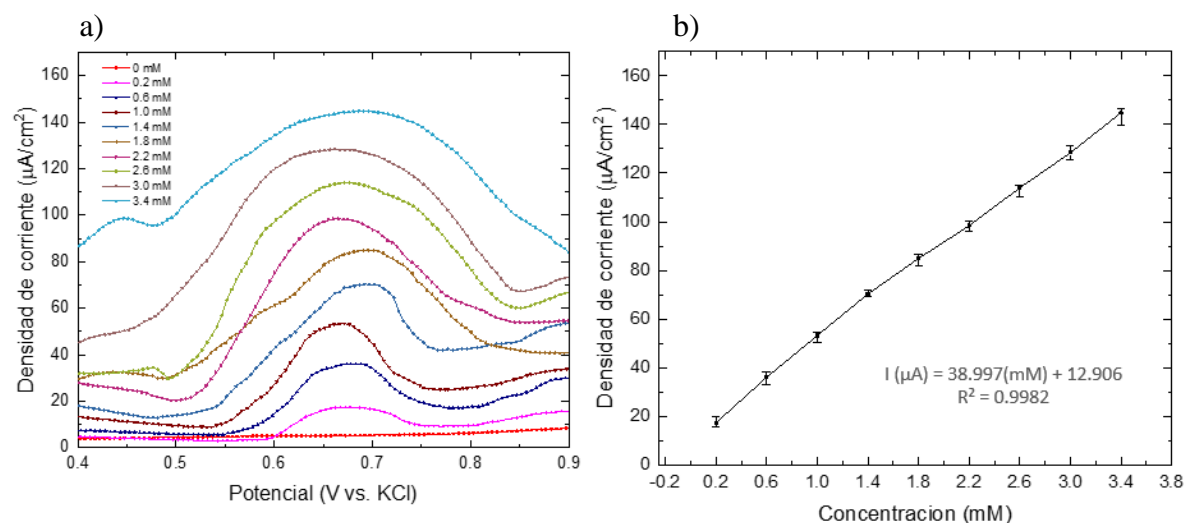 a)
160
140
120
100
80
60
40
20
0
Densidad de corriente (µA/cm²)
0 mM
0.2 mM
0.6 mM
1.0 mM
1.4 mM
1.8 mM
2.2 mM
2.6 mM
3.0 mM
3.4 mM
0.4 0.5 0.6 0.7 0.8 0.9
Potencial (V vs. KCl)
b)
160
140
120
100
80
60
40
20
0
Densidad de corriente (µA/cm²)
I (µA) = 38.997(mM) + 12.906
R² = 0.9982
-0.2 0.2 0.6 1.0 1.4 1.8 2.2 2.6 3.0 3.4 3.8
Concentracion (mM)